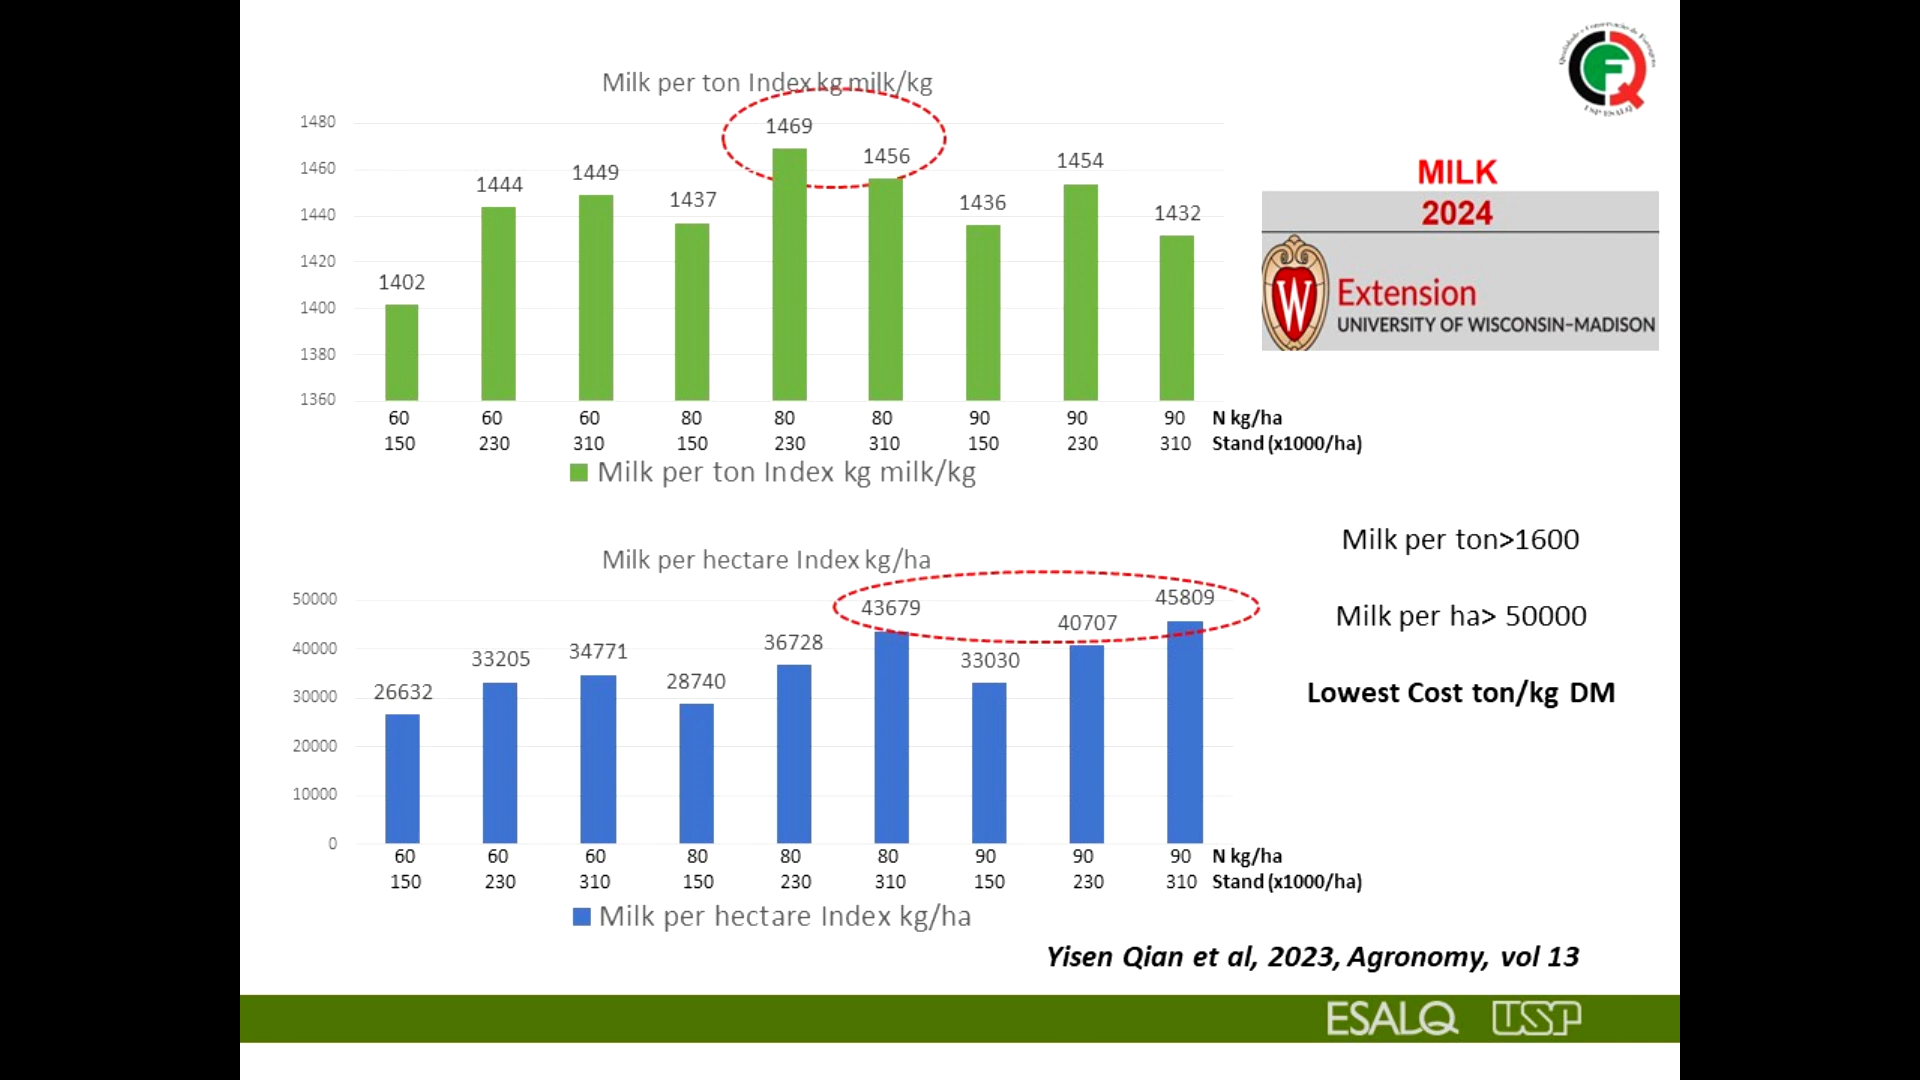 Milk per ton Index kg milk/kg
1480
1460
1440
1420
1400
1380
1360
1402
1444
1449
1437
1469
1456
1436
1454
1432
60 60 60 80 80 80 90 90 90 N kg/ha
150 230 310 150 230 310 150 230 310 Stand (x1000/ha)
Milk per ton Index kg milk/kg
USP ESALQ
MILK
2024
W
Extension
UNIVERSITY OF WISCONSIN-MADISON
Milk per hectare Index kg/ha
50000
40000
30000
20000
10000
0
26632
33205
34771
28740
36728
43679
33030
40707
45809
60 60 60 80 80 80 90 90 90 N kg/ha
150 230 310 150 230 310 150 230 310 Stand (x1000/ha)
Milk per hectare Index kg/ha
Milk per ton>1600
Milk per ha> 50000
Lowest Cost ton/kg DM
Yisen Qian et al, 2023, Agronomy, vol 13
ESALQ USP